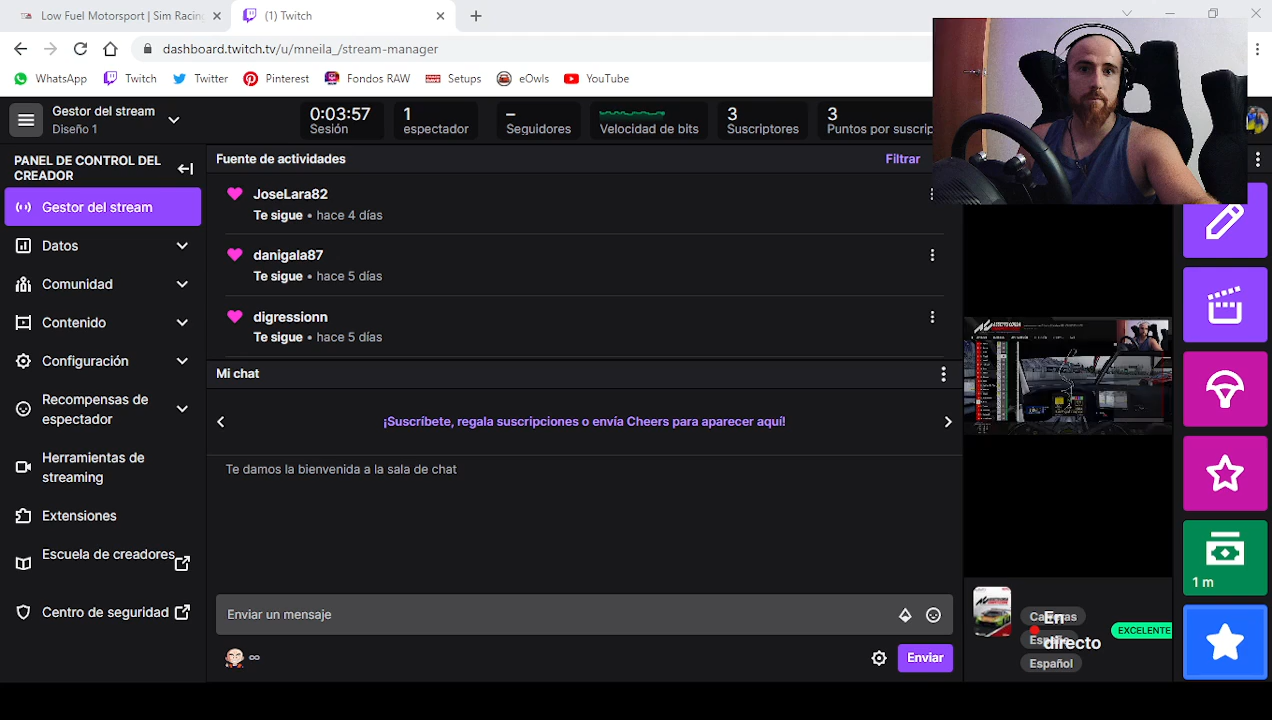 Low Fuel Motorsport | Sim Racing
(1) Twitch
dashboard.twitch.tv/u/mneila_/stream-manager
WhatsApp
Twitch
Twitter
Pinterest
Fondos RAW
Setups
eOwls
YouTube
Gestor del stream
Diseño 1
0:03:57
Sesión
1
espectador
–
Seguidores
Velocidad de bits
3
Suscriptores
3
Puntos por suscrip
PANEL DE CONTROL DEL
CREADOR
Gestor del stream
Datos
Comunidad
Contenido
Configuración
Recompensas de
espectador
Herramientas de
streaming
Extensiones
Escuela de creadores
Centro de seguridad
Fuente de actividades
Filtrar
JoseLara82
Te sigue • hace 4 días
danigala87
Te sigue • hace 5 días
digressionn
Te sigue • hace 5 días
Mi chat
¡Suscríbete, regala suscripciones o envía Cheers para aparecer aquí!
Te damos la bienvenida a la sala de chat
Enviar un mensaje
Enviar
ASSETTO CORSA
En
directo
Español
EXCELENTE
1 m